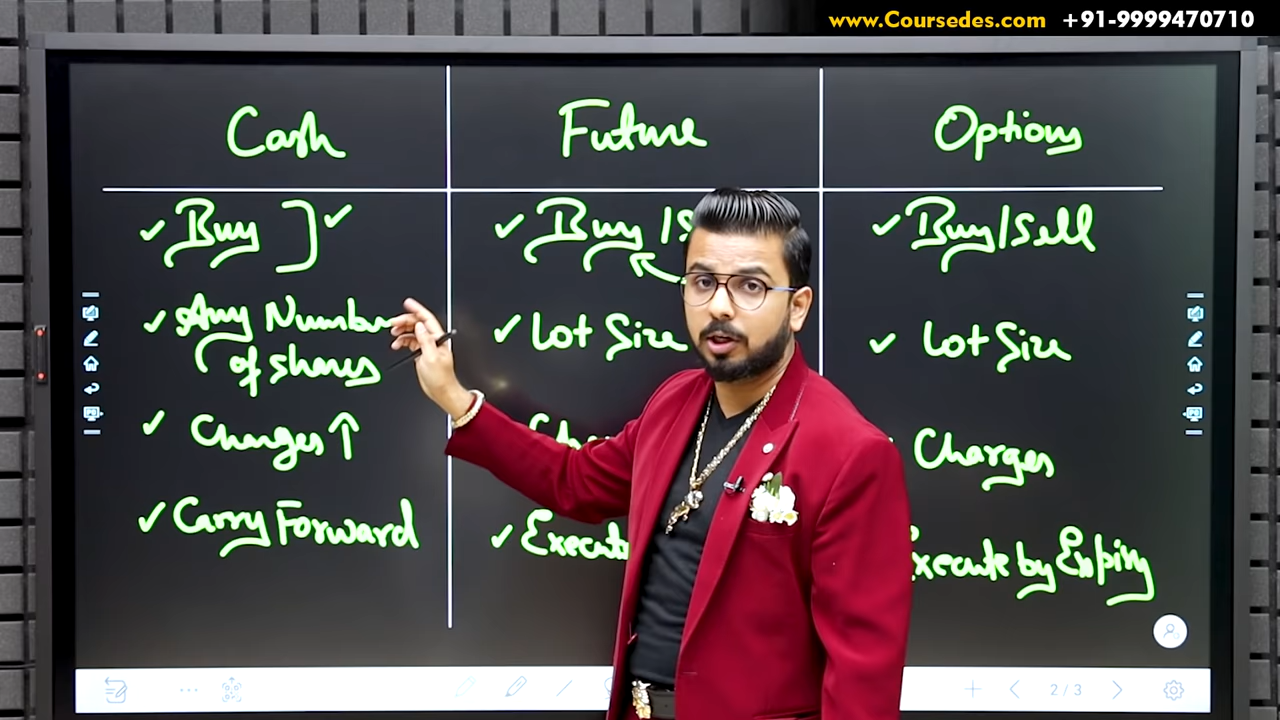 www.Coursedes.com +91-9999470710
Cash
Future
Options
Buy
Buy /S
Buy/Sell
Any Number
of shares
Lot Size
Lot Size
Charges ↑
Charges
Carry Forward
Execute by Expiry
2 / 3